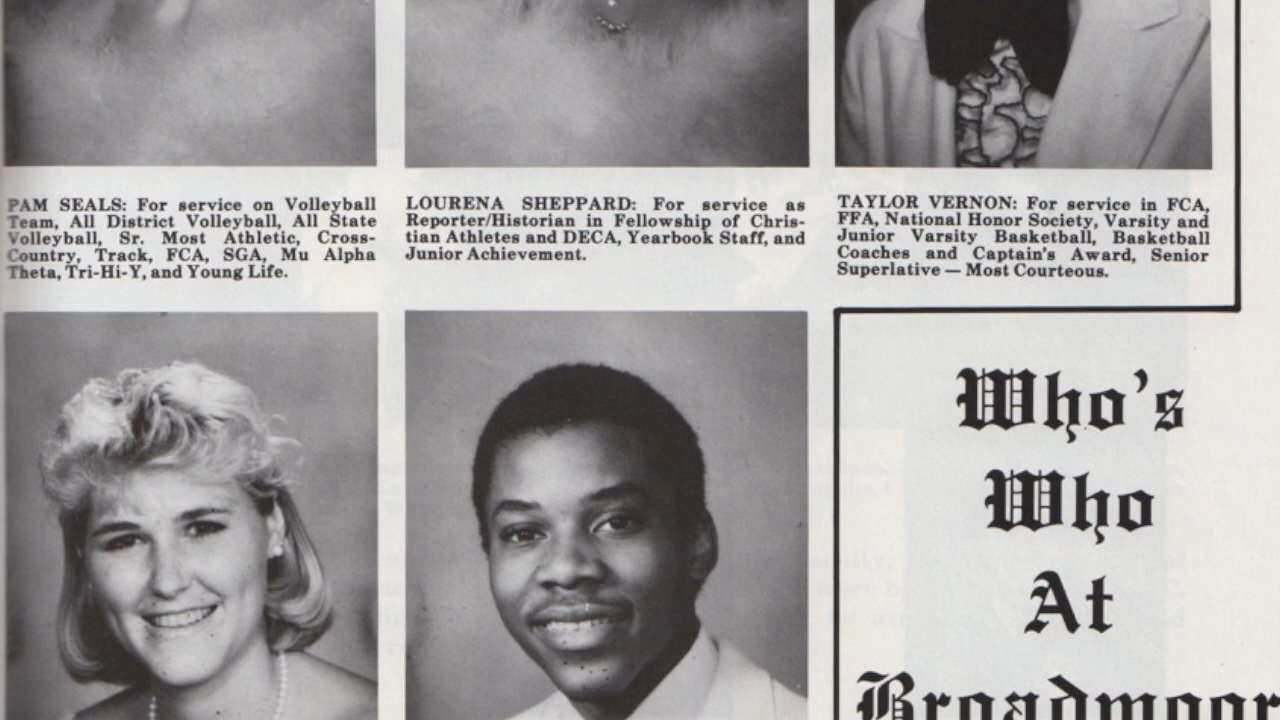 PAM SEALS: For service on Volleyball
Team, All District Volleyball, All State
Volleyball, Sr. Most Athletic, Cross-
Country, Track, FCA, SGA, Mu Alpha
Theta, Tri-Hi-Y, and Young Life.
LOURENA SHEPPARD: For service as
Reporter/Historian in Fellowship of Chris-
tian Athletes and DECA, Yearbook Staff, and
Junior Achievement.
TAYLOR VERNON: For service in FCA,
FFA, National Honor Society, Varsity and
Junior Varsity Basketball, Basketball
Coaches and Captain's Award, Senior
Superlative — Most Courteous.
Who's
Who
At
Broadmoor